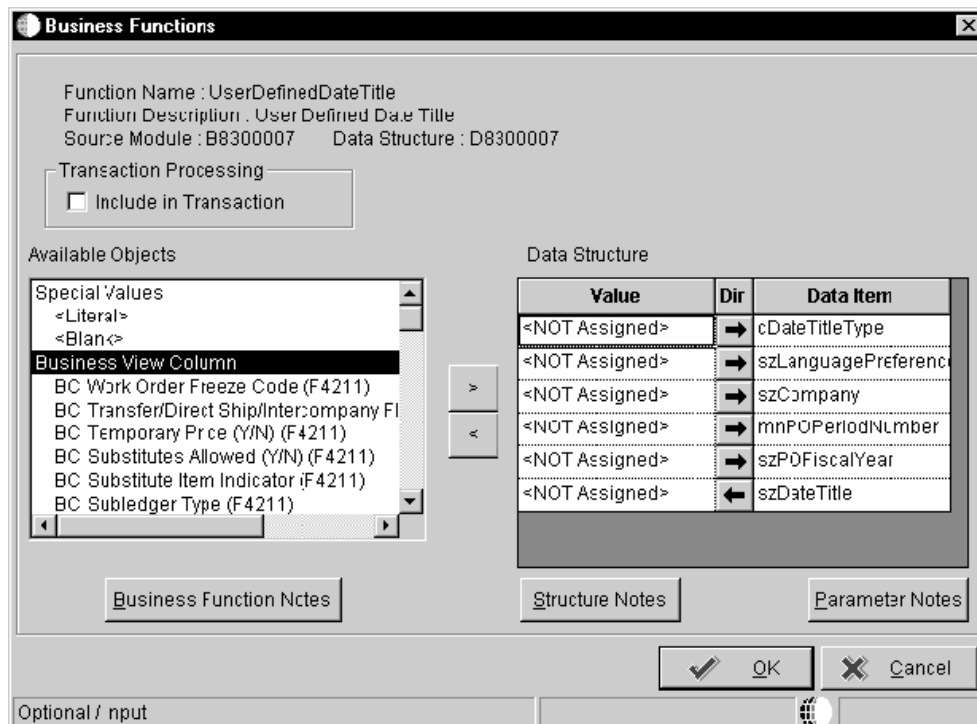 Business Functions
Function Name : UserDefinedDateTitle
Function Description : User Defined Date Title
Source Module : B8300007 Data Structure : D8300007
Transaction Processing
Include in Transaction
Available Objects
Special Values
<Literal>
<Blank>
Business View Column
BC Work Order Freeze Code (F4211)
BC Transfer/Direct Ship/Intercompany Fl
BC Temporary Price (Y/N) (F4211)
BC Substitutes Allowed (Y/N) (F4211)
BC Substitute Item Indicator (F4211)
BC Subledger Type (F4211)
>
<
Data Structure
Value Dir Data Item
<NOT Assigned> cDateTitleType
<NOT Assigned> szLanguagePreference
<NOT Assigned> szCompany
<NOT Assigned> mnPOPeriodNumber
<NOT Assigned> szPOFiscalYear
<NOT Assigned> szDateTitle
Business Function Notes
Structure Notes
Parameter Notes
OK
Cancel
Optional / Input